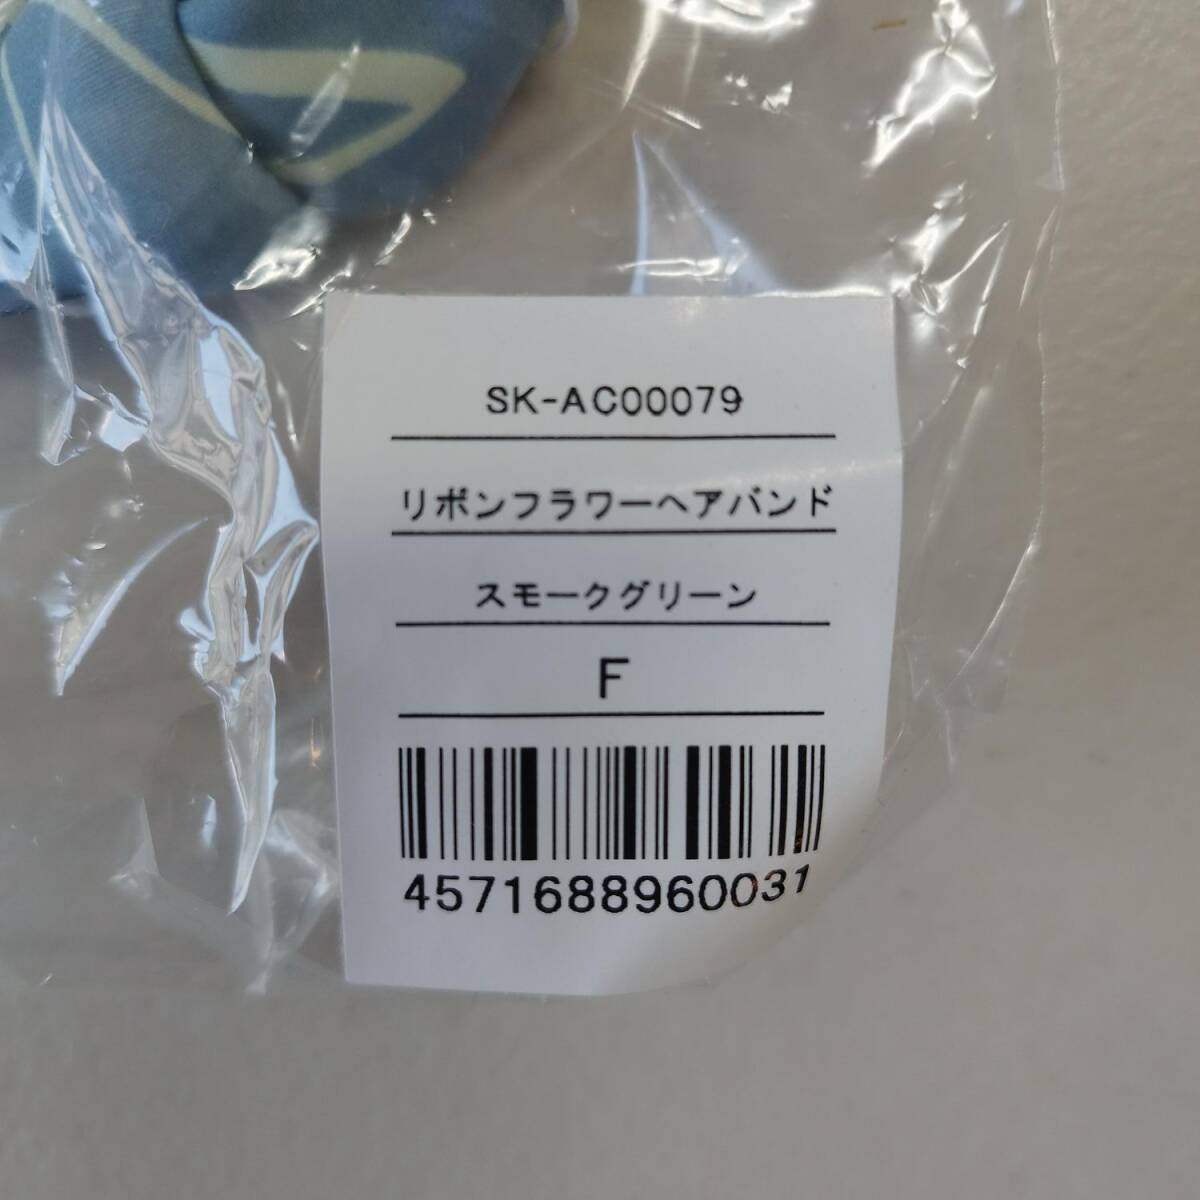 SK-AC00079
リボンフラワーヘアバンド
スモークグリーン
F
4571688960031